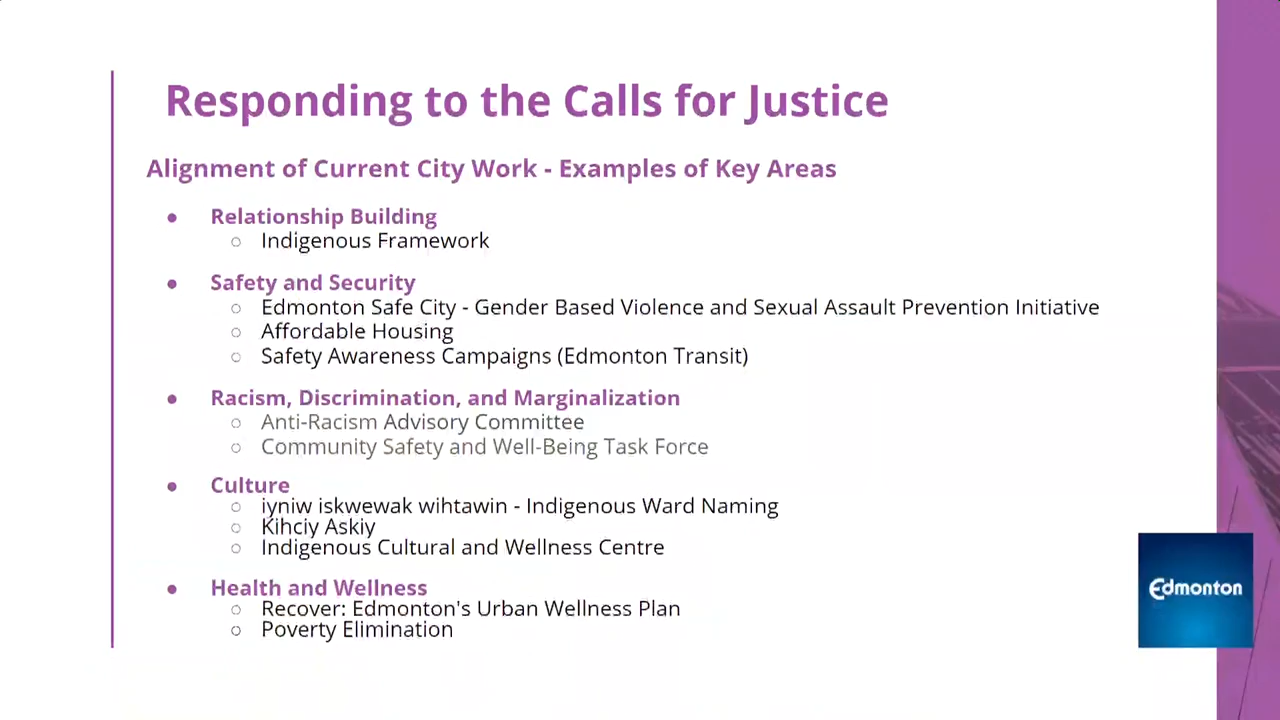 Responding to the Calls for Justice
Alignment of Current City Work - Examples of Key Areas
● Relationship Building
○ Indigenous Framework
● Safety and Security
○ Edmonton Safe City - Gender Based Violence and Sexual Assault Prevention Initiative
○ Affordable Housing
○ Safety Awareness Campaigns (Edmonton Transit)
● Racism, Discrimination, and Marginalization
○ Anti-Racism Advisory Committee
○ Community Safety and Well-Being Task Force
● Culture
○ iyniw iskwewak wihtawin - Indigenous Ward Naming
○ Kihciy Askiy
○ Indigenous Cultural and Wellness Centre
● Health and Wellness
○ Recover: Edmonton's Urban Wellness Plan
○ Poverty Elimination
Edmonton